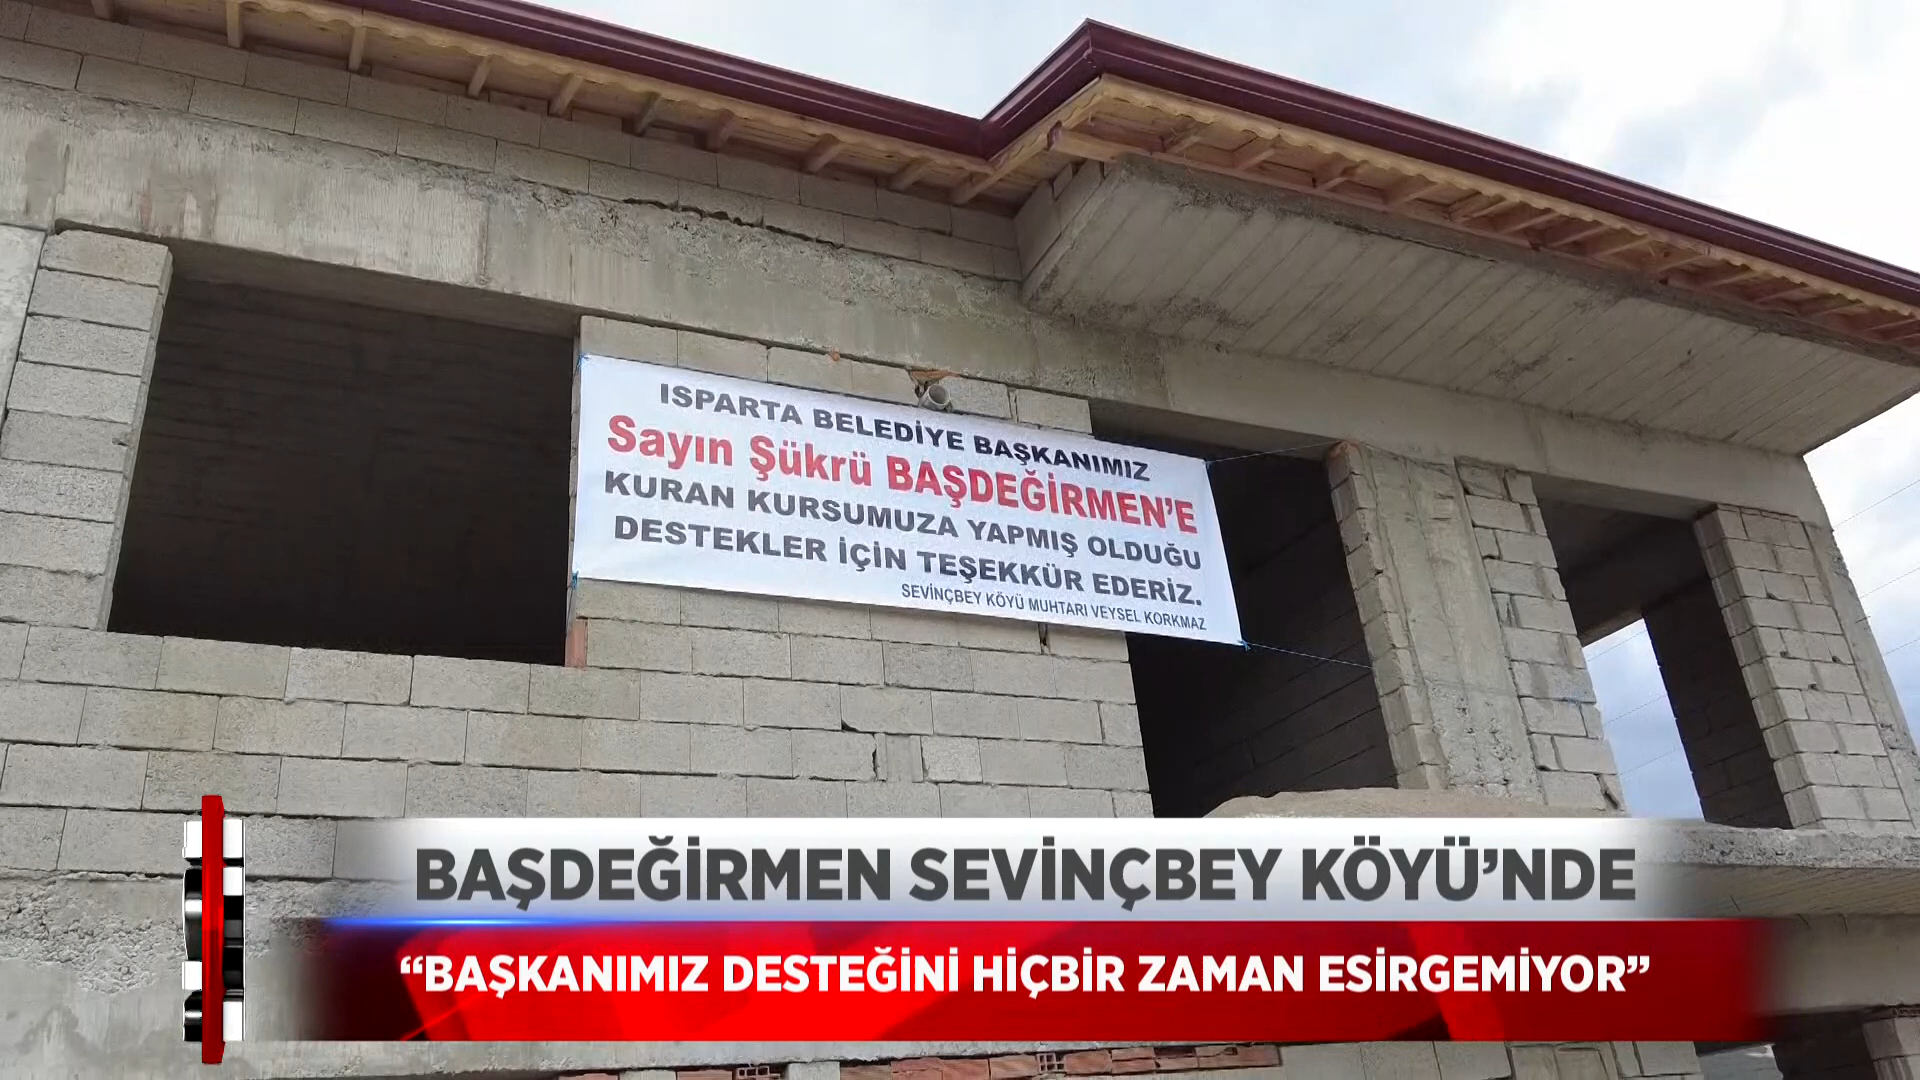 ISPARTA BELEDİYE BAŞKANIMIZ
Sayın Şükrü BAŞDEĞİRMEN'E
KURAN KURSUMUZA YAPMIŞ OLDUĞU
DESTEKLER İÇİN TEŞEKKÜR EDERİZ.
SEVİNÇBEY KÖYÜ MUHTARI VEYSEL KORKMAZ
BAŞDEĞİRMEN SEVİNÇBEY KÖYÜ’NDE
“BAŞKANIMIZ DESTEĞİNİ HİÇBİR ZAMAN ESİRGEMİYOR”